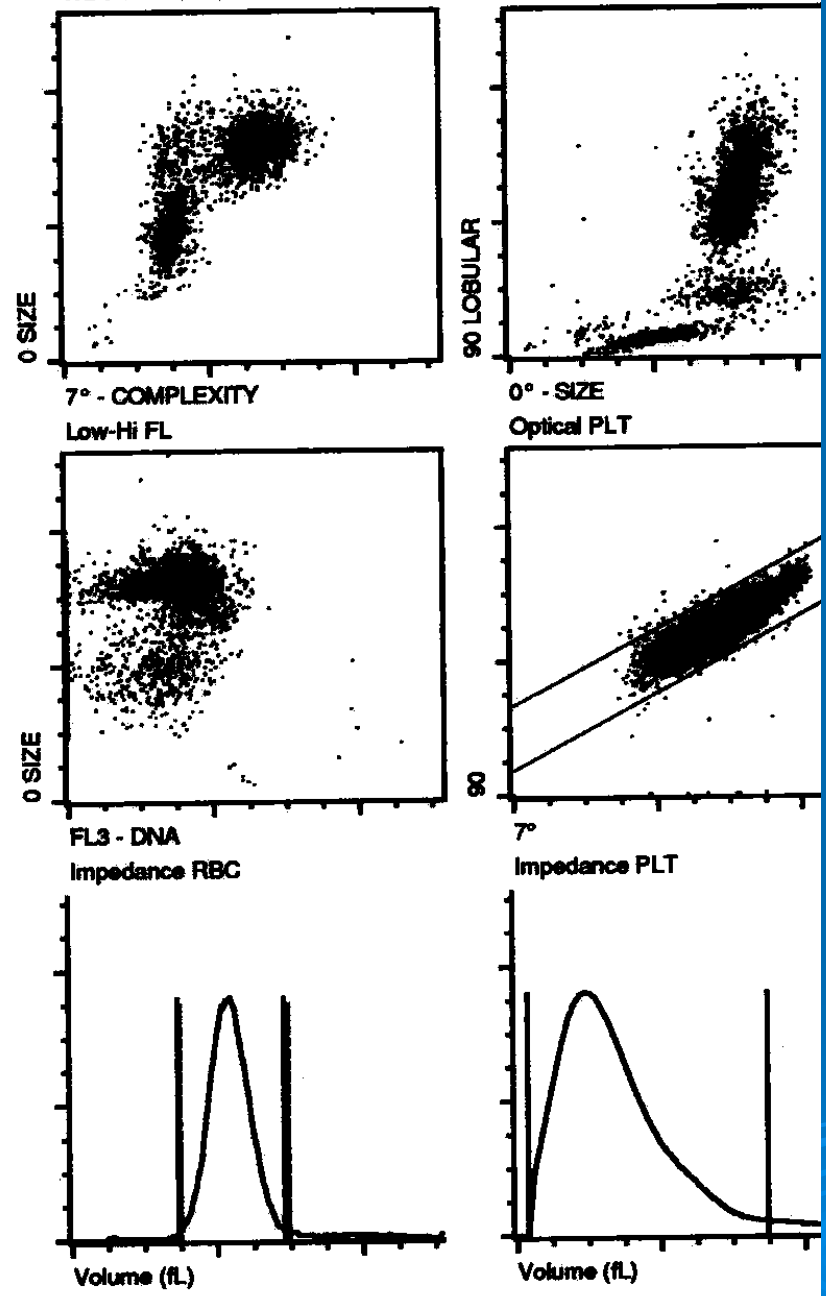 0 SIZE
7° - COMPLEXITY
90 LOBULAR
0° - SIZE
Low-Hi FL
Optical PLT
0 SIZE
FL3 - DNA
90
7°
Impedance RBC
Impedance PLT
Volume (fL)
Volume (fL)